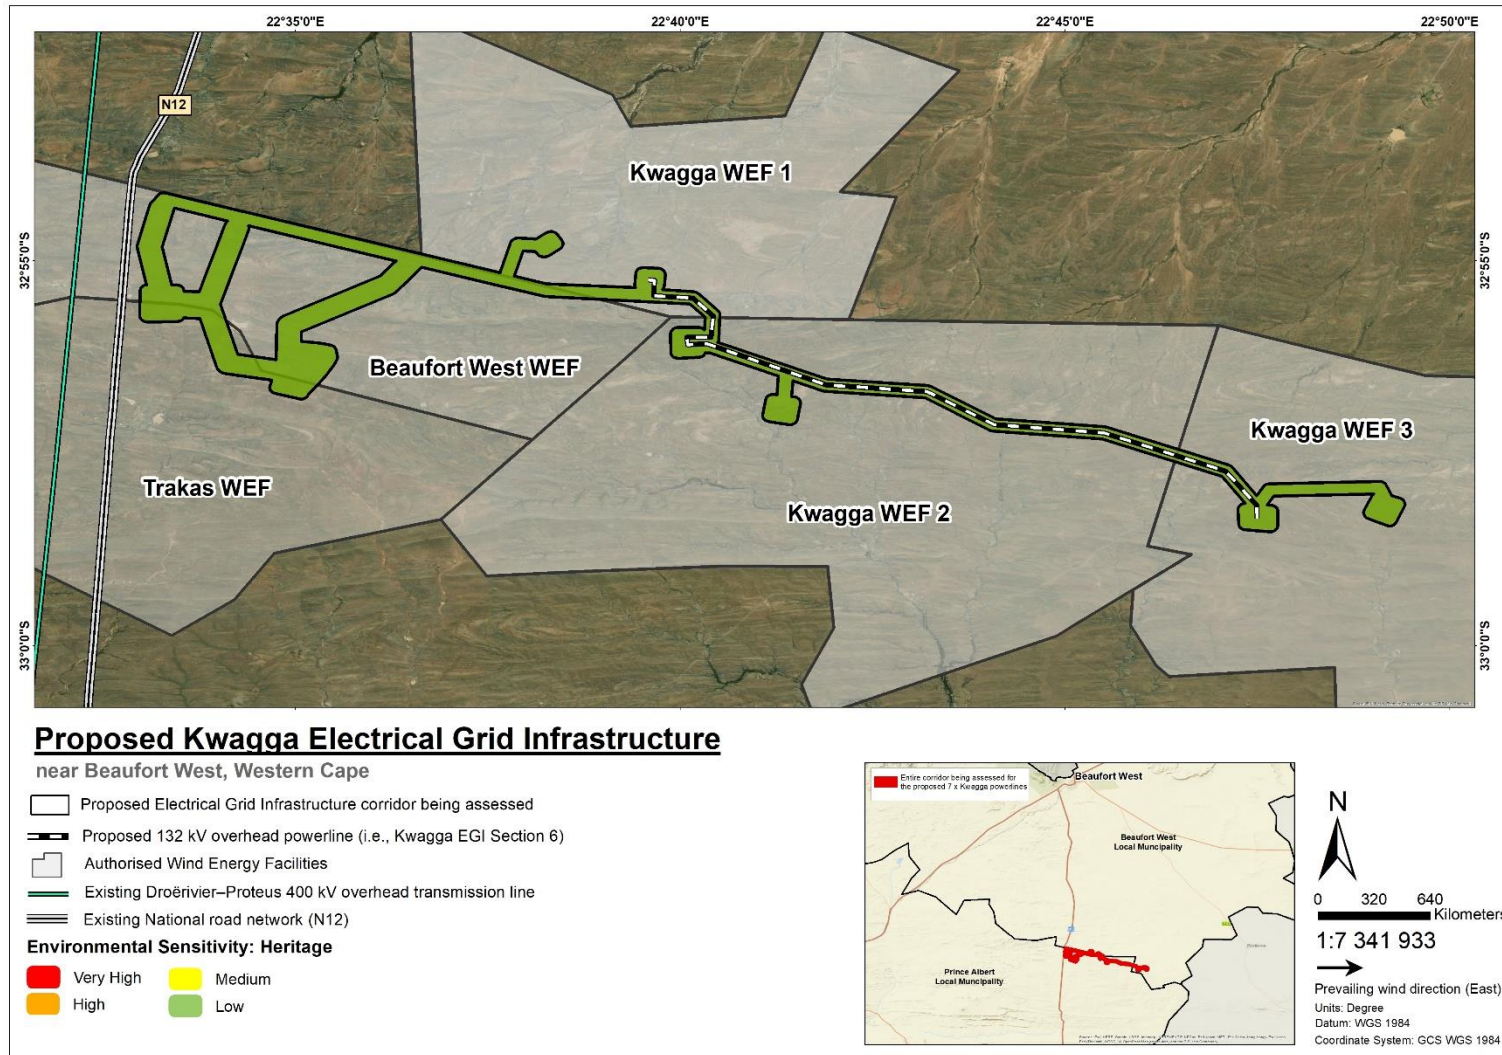 22°35'0"E
22°40'0"E
22°45'0"E
22°50'0"E
N12
Kwagga WEF 1
32°55'0"S
32°55'0"S
Beaufort West WEF
Kwagga WEF 3
Trakas WEF
Kwagga WEF 2
33°0'0"S
33°0'0"S
Proposed Kwagga Electrical Grid Infrastructure
near Beaufort West, Western Cape
Proposed Electrical Grid Infrastructure corridor being assessed
Proposed 132 kV overhead powerline (i.e., Kwagga EGI Section 6)
Authorised Wind Energy Facilities
Existing Droërivier–Proteus 400 kV overhead transmission line
Existing National road network (N12)
Environmental Sensitivity: Heritage
Very High
Medium
High
Low
Entire corridor being assessed for
the proposed 7 x Kwagga powerlines
Beaufort West
Beaufort West
Local Muncipality
Prince Albert
Local Muncipality
N
0 320 640
Kilometers
1:7 341 933
Prevailing wind direction (East)
Units: Degree
Datum: WGS 1984
Coordinate System: GCS WGS 1984